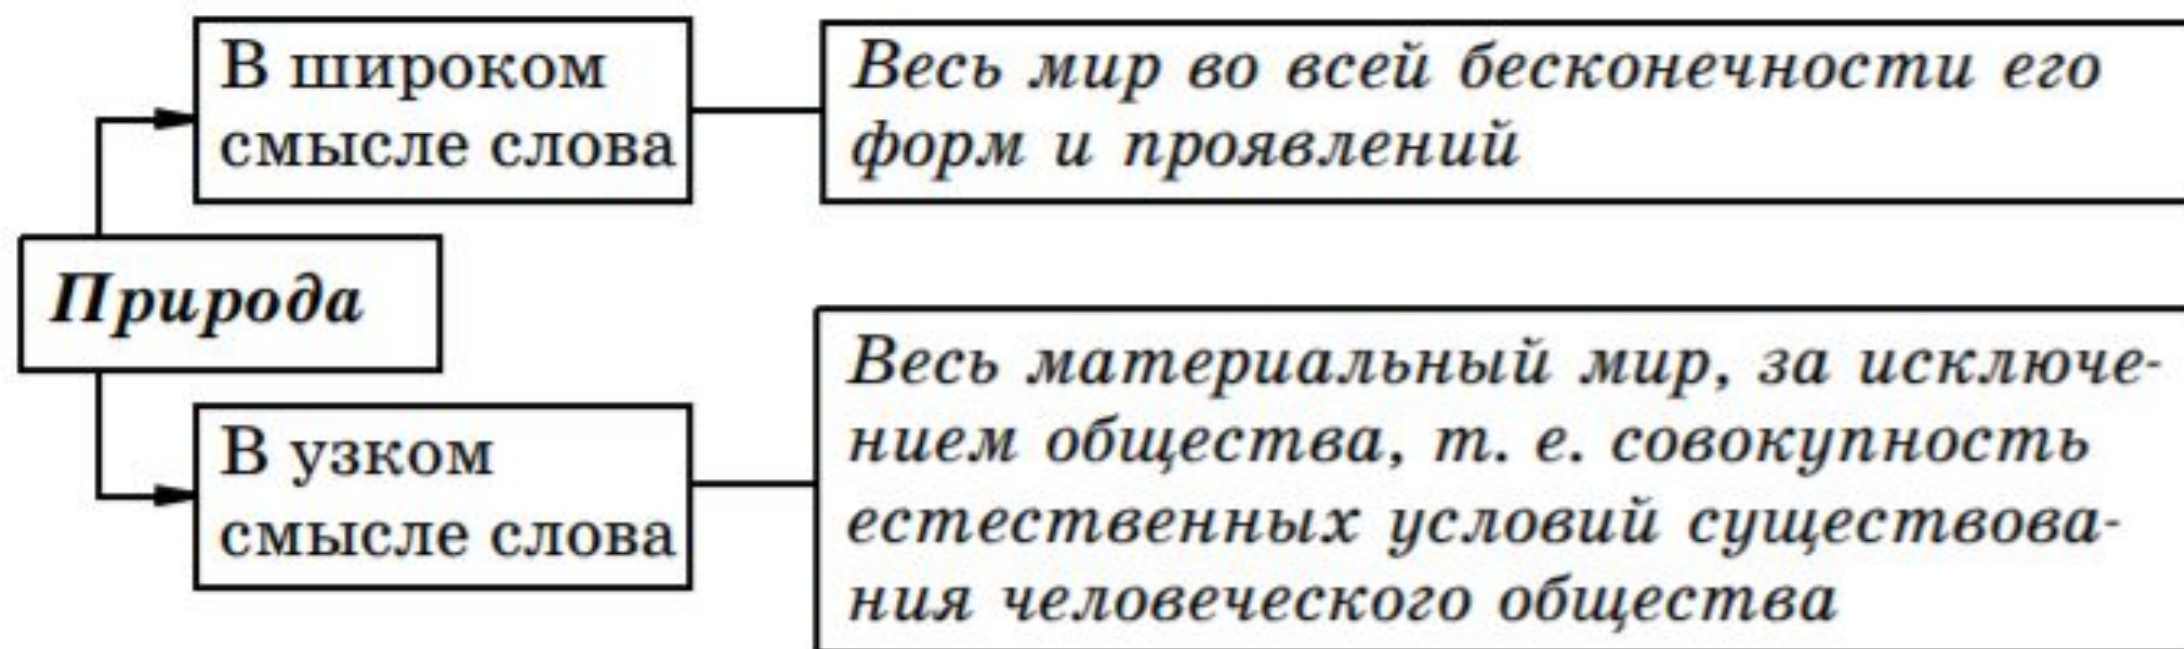 В широком
смысле слова
Весь мир во всей бесконечности его
форм и проявлений
Природа
В узком
смысле слова
Весь материальный мир, за исключе-
нием общества, т. е. совокупность
естественных условий существова-
ния человеческого общества